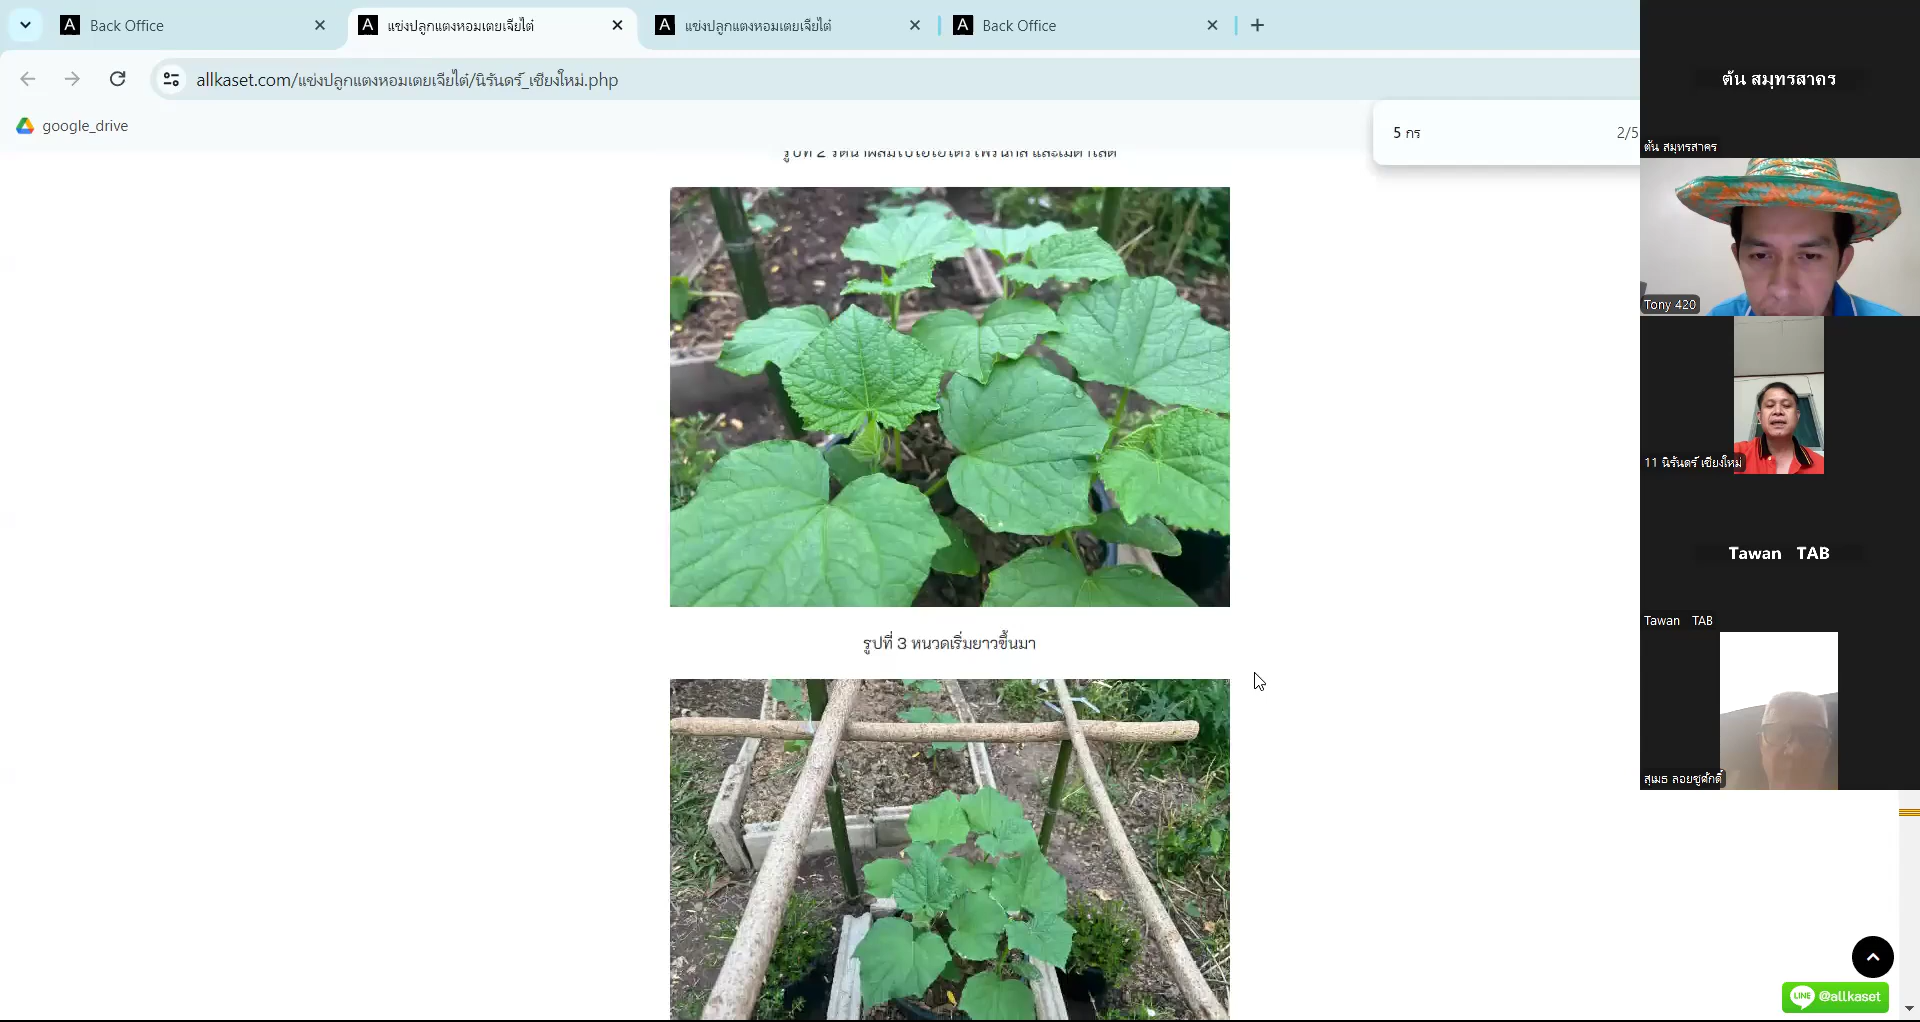 Back Office
แข่งปลูกแตงหอมเตยเจียไต๋
แข่งปลูกแตงหอมเตยเจียไต๋
Back Office
allkaset.com/แข่งปลูกแตงหอมเตยเจียไต๋/นิรันดร์_เชียงใหม่.php
google_drive
5 กร
2/5
รูปที่ 3 หนวดเริ่มยาวขึ้นมา
ต้น สมุทรสาคร
ต้น สมุทรสาคร
Tony 420
11 นิรันดร์ เชียงใหม่
Tawan TAB
Tawan TAB
สุเมธ ลอยชูศักดิ์
LINE @allkaset